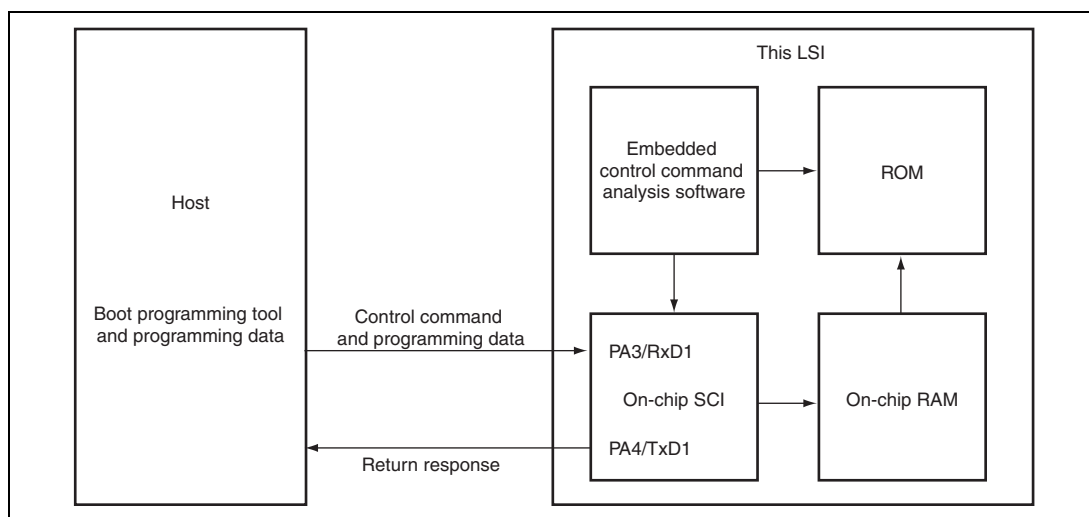 Host
Boot programming tool
and programming data
Control command
and programming data
Return response
This LSI
Embedded
control command
analysis software
ROM
PA3/RxD1
On-chip SCI
PA4/TxD1
On-chip RAM